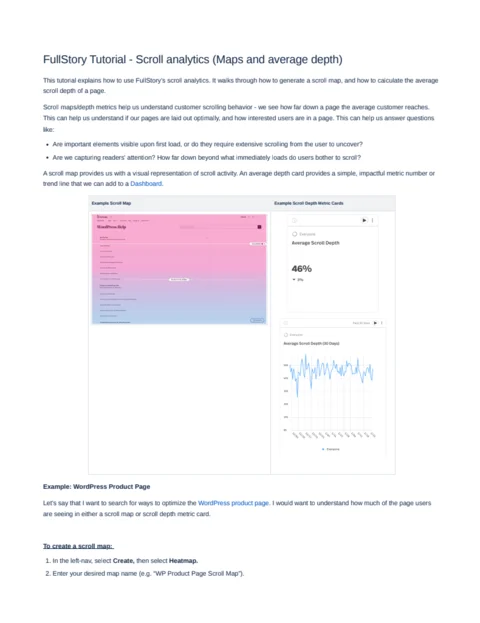 FullStory Tutorial - Scroll analytics (Maps and average depth)
This tutorial explains how to use FullStory's scroll analytics. It walks through how to generate a scroll map, and how to calculate the average
scroll depth of a page.
Scroll maps/depth metrics help us understand customer scrolling behavior - we see how far down a page the average customer reaches.
This can help us understand if our pages are laid out optimally, and how interested users are in a page. This can help us answer questions
like:
• Are important elements visible upon first load, or do they require extensive scrolling from the user to uncover?
• Are we capturing readers' attention? How far down beyond what immediately loads do users bother to scroll?
A scroll map provides us with a visual representation of scroll activity. An average depth card provides a simple, impactful metric number or
trend line that we can add to a Dashboard.
Example Scroll Map
Example Scroll Depth Metric Cards
WordPress Help
Everyone
Average Scroll Depth
46%
Everyone
Average Scroll Depth (90 Days)
Everyone
Example: WordPress Product Page
Let's say that I want to search for ways to optimize the WordPress product page. I would want to understand how much of the page users
are seeing in either a scroll map or scroll depth metric card.
To create a scroll map:
1. In the left-nav, select Create, then select Heatmap.
2. Enter your desired map name (e.g. "WP Product Page Scroll Map").